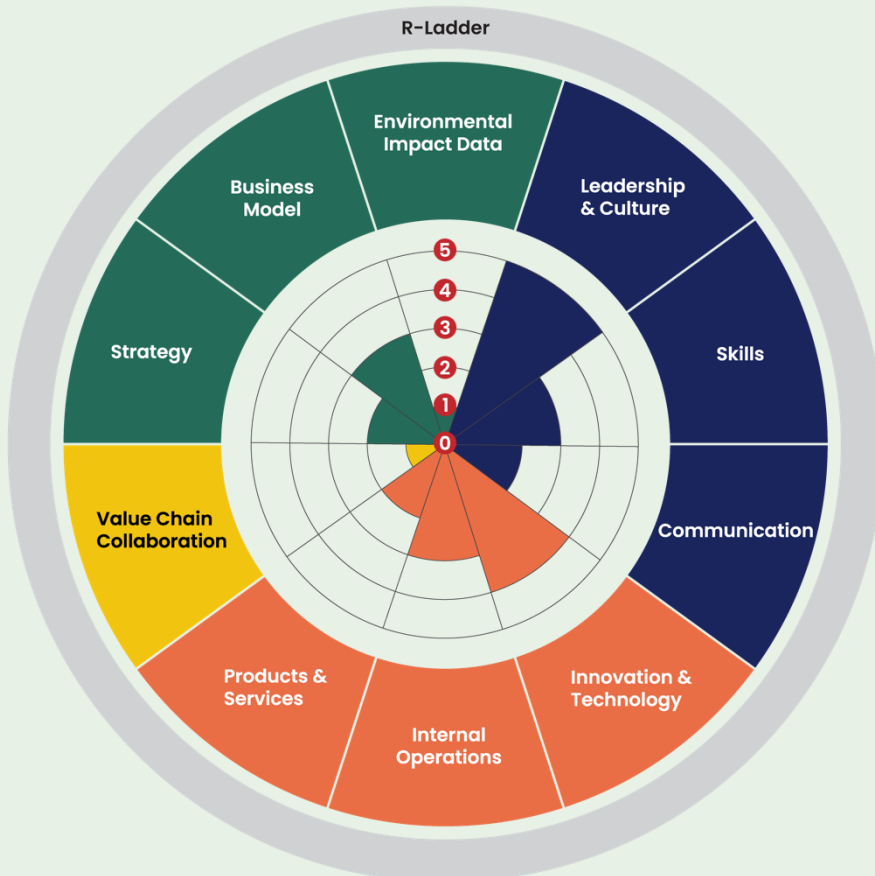 R-Ladder
Environmental
Impact Data
Leadership
& Culture
Skills
Communication
Innovation &
Technology
Internal
Operations
Products &
Services
Value Chain
Collaboration
Strategy
Business
Model
5
4
3
2
1
0